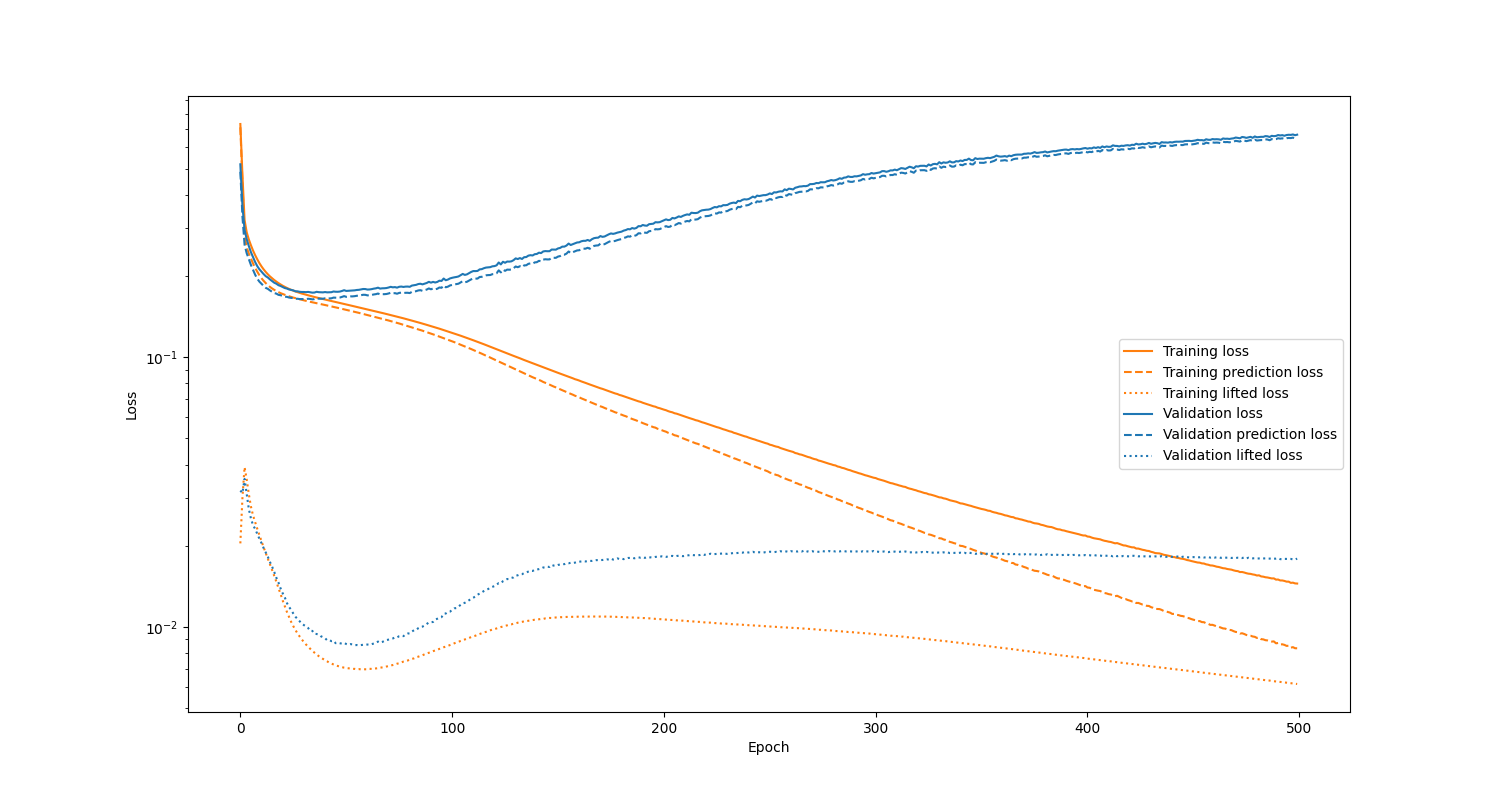 Loss
10⁻¹
10⁻²
Training loss
Training prediction loss
Training lifted loss
Validation loss
Validation prediction loss
Validation lifted loss
0 100 200 300 400 500
Epoch